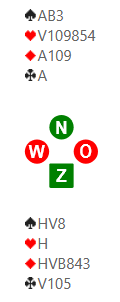 ♠AB3
♥V109854
♦A109
♣A
N
W O
Z
♠HV8
♥H
♦HVB843
♣V105